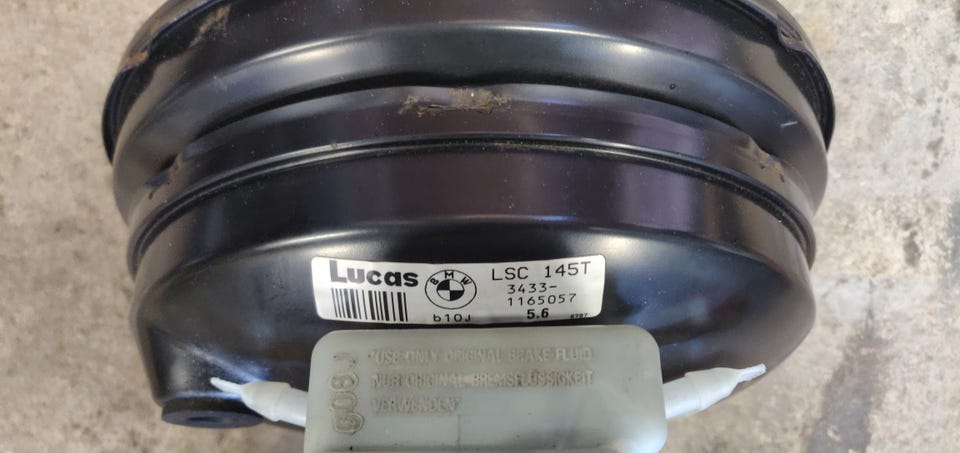 Lucas
BMW
LSC 145T
3433-
1165057
b10J
5.6
"USE ONLY ORIGINAL BRAKE FLUID
NUR ORIGINAL BREMSFLÜSSIGKEIT
VERWENDEN"